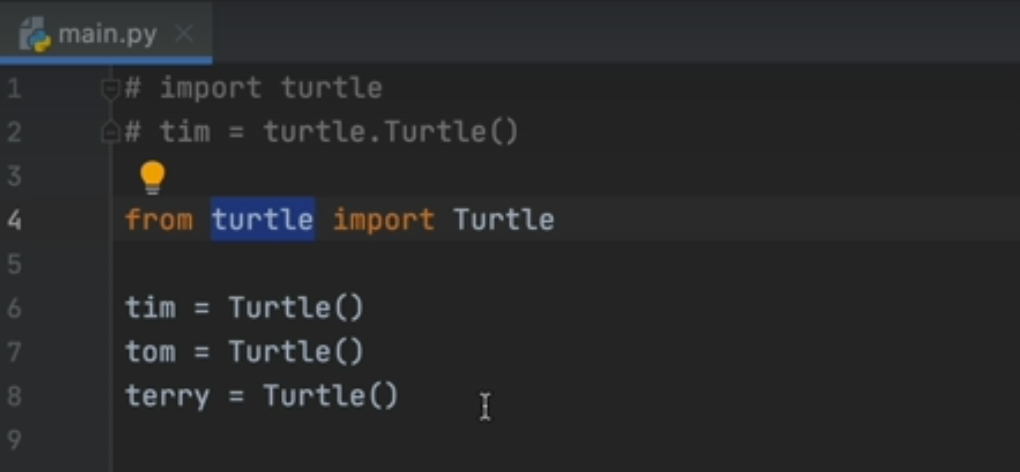 main.py
1 # import turtle
2 # tim = turtle.Turtle()
3
4 from turtle import Turtle
5
6 tim = Turtle()
7 tom = Turtle()
8 terry = Turtle()
9